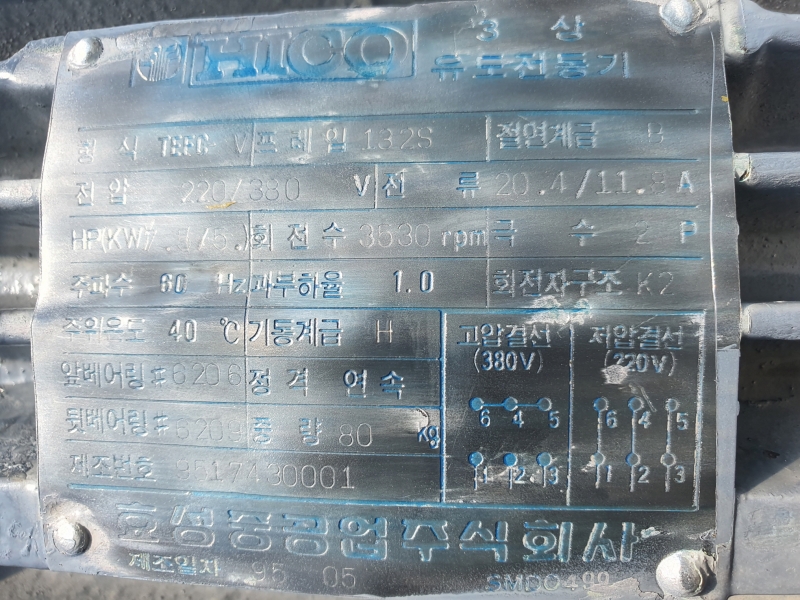 HICO 3 상
유도전동기
형 식 TEFC V 프레임 132S 절연계급 B
전 압 220/380 V 전 류 20.4/11.8 A
HP(KW) 회 전 수 3530 rpm 극 수 2 P
주파수 60 Hz 과부하율 1.0 회전자구조 K2
주위온도 40 ℃ 기동계급 H 고압결선 저압결선
(380V) (220V)
앞베어링# 6206 정 격 연 속
6 4 5 6 4 5
뒷베어링# 중 량 80 Kg
1 2 3 1 2 3
제조번호 9517430001
효성중공업주식회사
제조일자 95 05